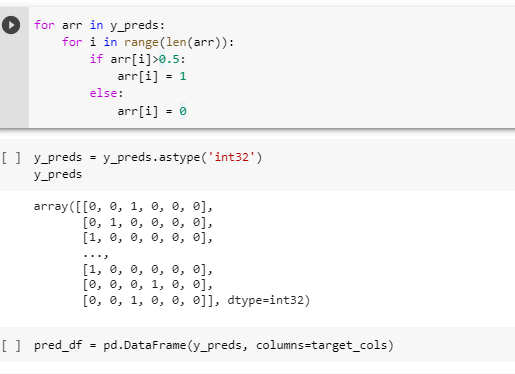 for arr in y_preds:
    for i in range(len(arr)):
        if arr[i]>0.5:
            arr[i] = 1
        else:
            arr[i] = 0
[ ] y_preds = y_preds.astype('int32')
y_preds
array([[0, 0, 1, 0, 0, 0],
       [0, 1, 0, 0, 0, 0],
       [1, 0, 0, 0, 0, 0],
       ...,
       [1, 0, 0, 0, 0, 0],
       [0, 0, 0, 1, 0, 0],
       [0, 0, 1, 0, 0, 0]], dtype=int32)
[ ] pred_df = pd.DataFrame(y_preds, columns=target_cols)